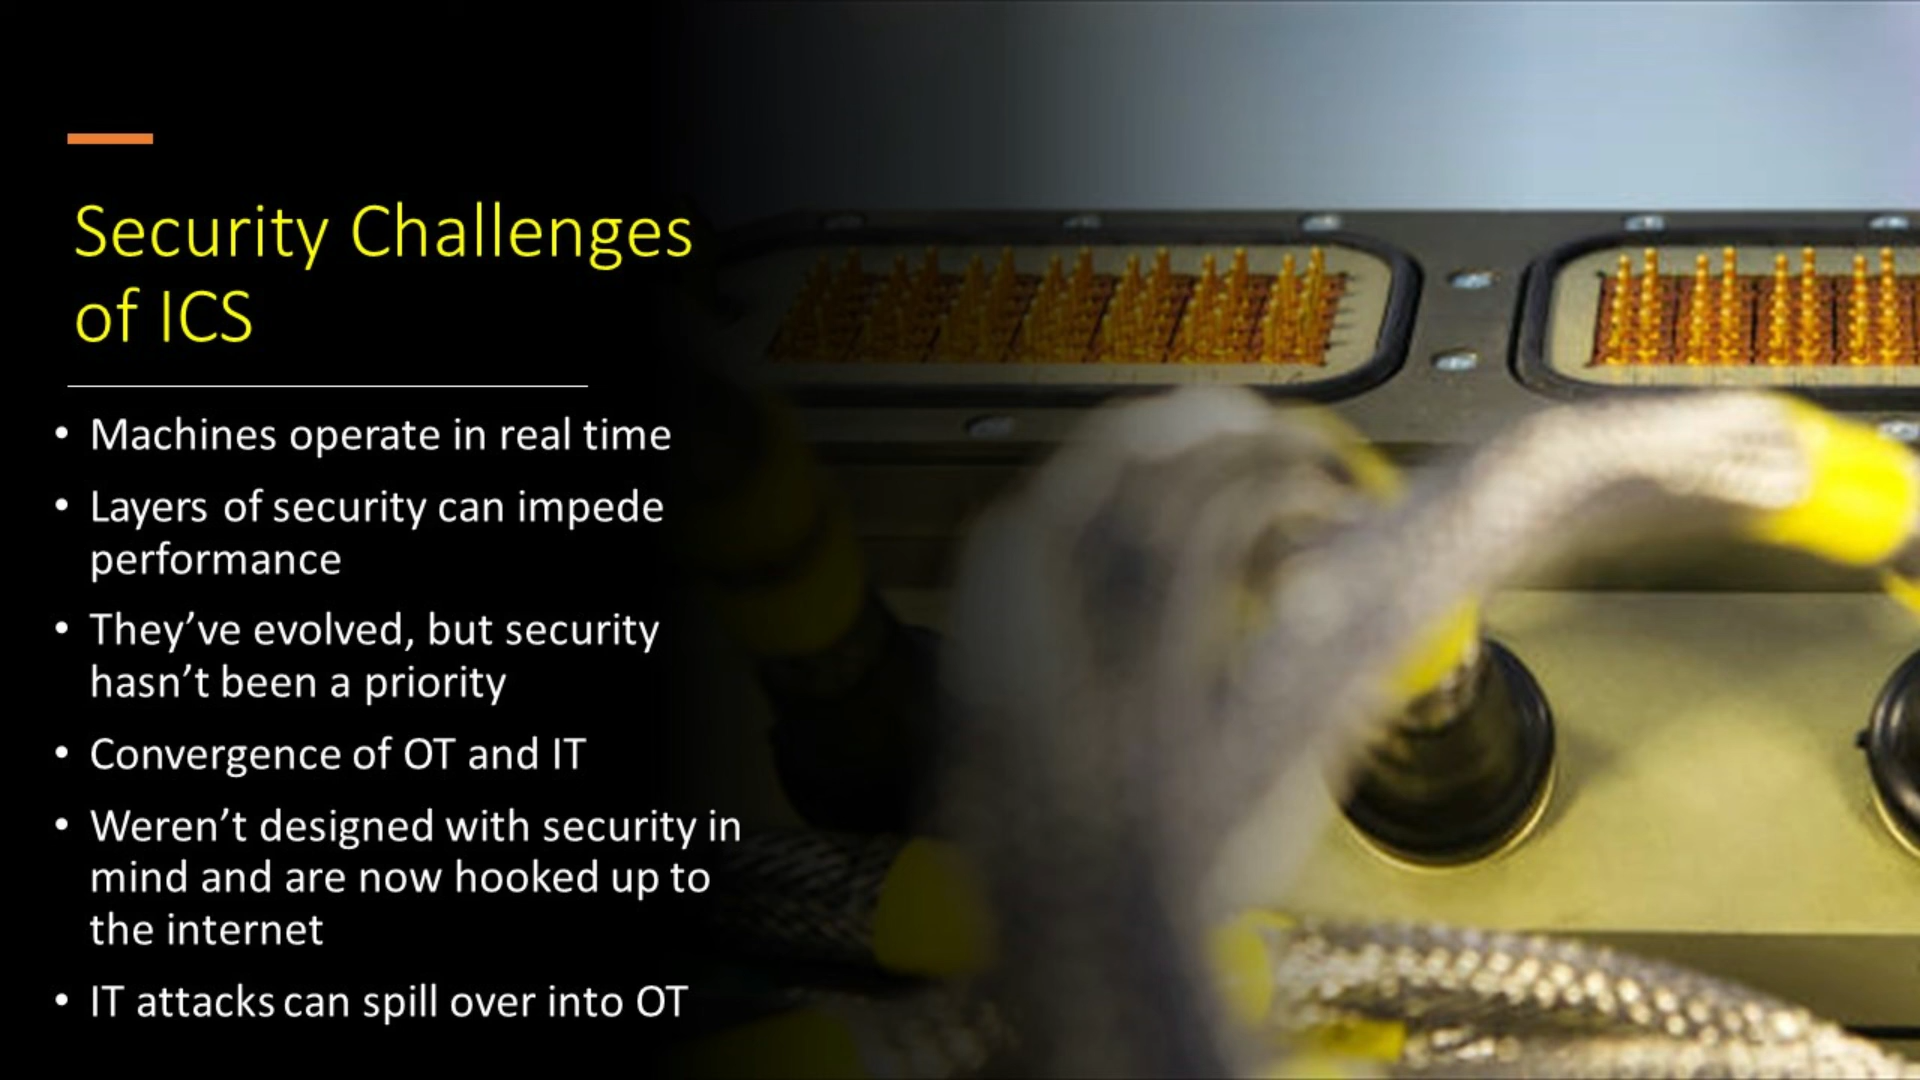 Security Challenges
of ICS
• Machines operate in real time
• Layers of security can impede
performance
• They’ve evolved, but security
hasn’t been a priority
• Convergence of OT and IT
• Weren’t designed with security in
mind and are now hooked up to
the internet
• IT attacks can spill over into OT